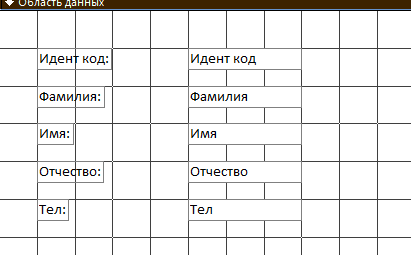 Область данных
Идент код: Идент код
Фамилия: Фамилия
Имя: Имя
Отчество: Отчество
Тел: Тел